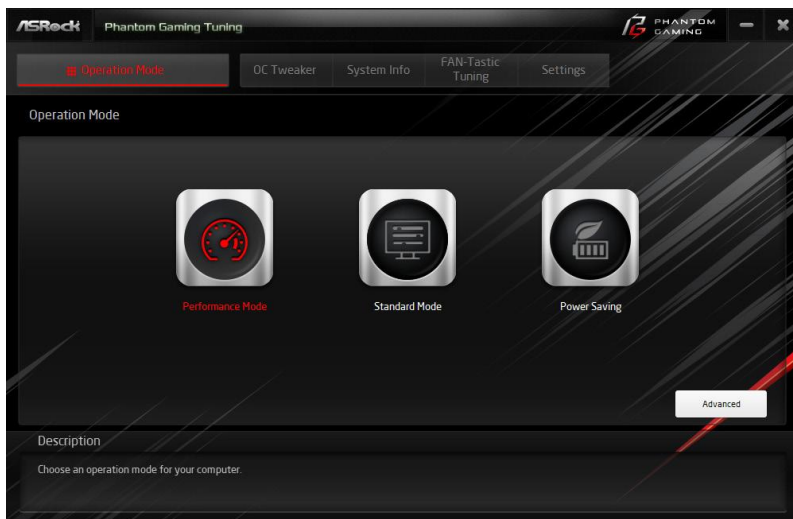 ASRock
Phantom Gaming Tuning
PHANTOM
GAMING
Operation Mode
OC Tweaker
System Info
FAN-Tastic
Tuning
Settings
Operation Mode
Performance Mode
Standard Mode
Power Saving
Advanced
Description
Choose an operation mode for your computer.